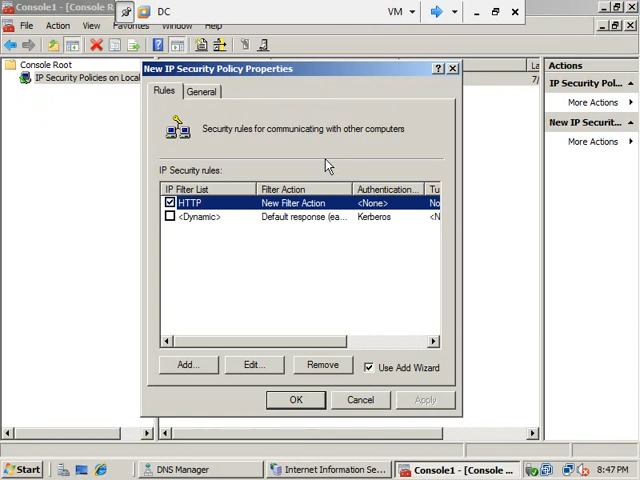 Console1 - [Console R
DC
VM
File
Action
View
Favorites
Window
Help
Console Root
IP Security Policies on Local
Actions
IP Security Pol...
More Actions
New IP Securit...
More Actions
La
7/
New IP Security Policy Properties
Rules
General
Security rules for communicating with other computers
IP Security rules:
IP Filter List
Filter Action
Authentication...
Tu
HTTP
New Filter Action
<None>
No
<Dynamic>
Default response (ea...
Kerberos
<N
Add...
Edit...
Remove
Use Add Wizard
OK
Cancel
Apply
Start
DNS Manager
Internet Information Se...
Console1 - [Console ...
8:47 PM